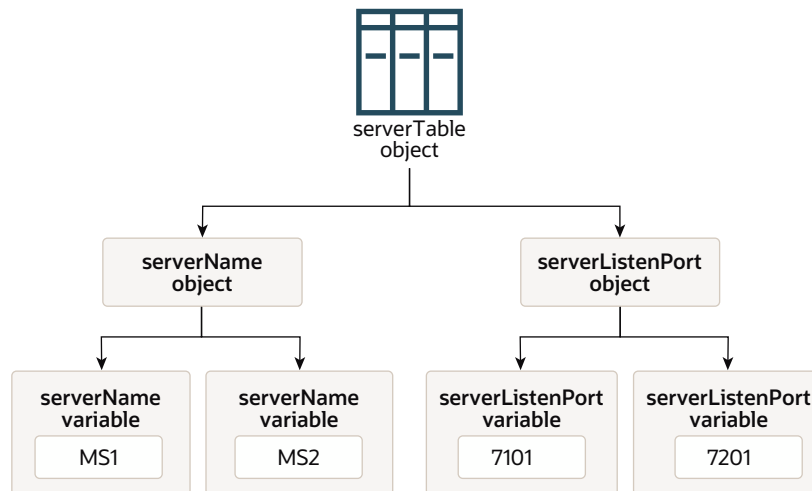 serverTable
object
serverName
object
serverListenPort
object
serverName
variable
MS1
serverName
variable
MS2
serverListenPort
variable
7101
serverListenPort
variable
7201